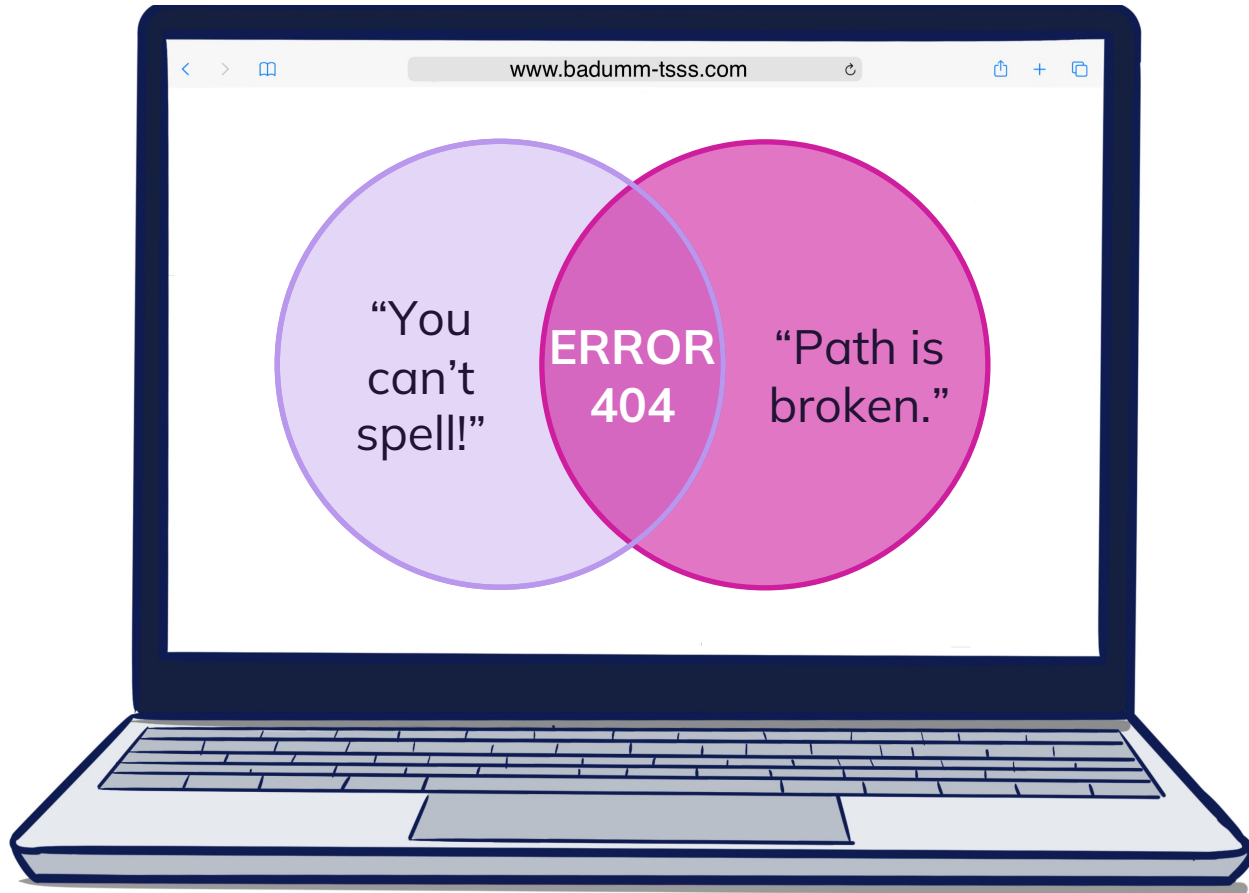 www.badumm-tsss.com
“You
can’t
spell!”
ERROR
404
“Path is
broken.”